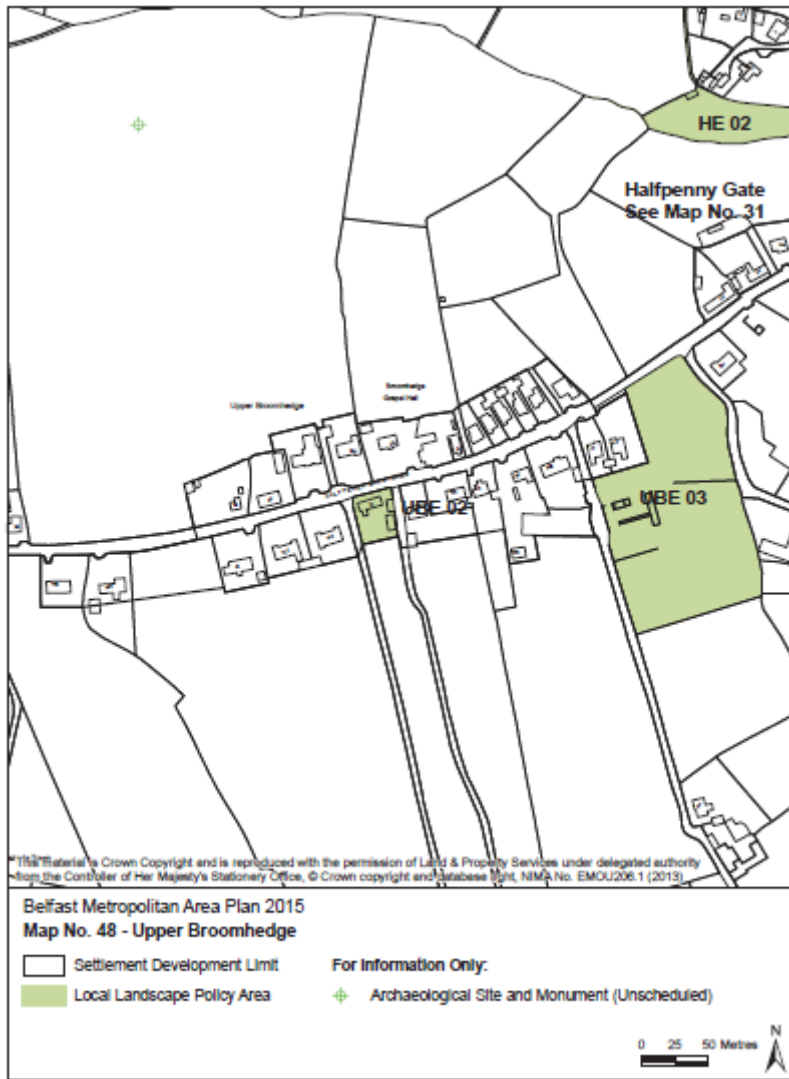 HE 02
Halfpenny Gate
See Map No. 31
Broomhedge
Gospel Hall
Upper Broomhedge
UBE 02
UBE 03
This material is Crown Copyright and is reproduced with the permission of Land & Property Services under delegated authority
from the Controller of Her Majesty's Stationery Office, © Crown copyright and database right, NIMA No. EMOU206.1 (2013)
Belfast Metropolitan Area Plan 2015
Map No. 48 - Upper Broomhedge
Settlement Development Limit
For Information Only:
Local Landscape Policy Area
Archaeological Site and Monument (Unscheduled)
N
0 25 50 Metres